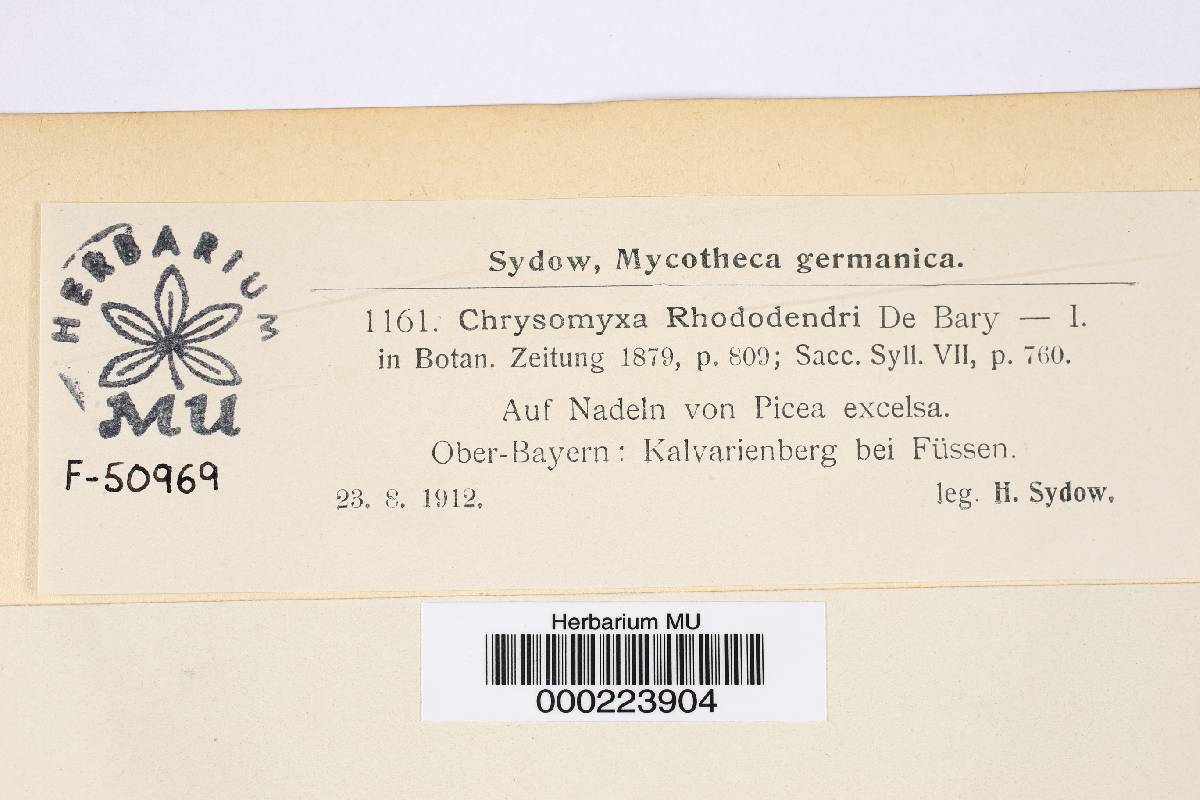 HERBARIUM
MU
F-50969
Sydow, Mycotheca germanica.
1161. Chrysomyxa Rhododendri De Bary — I.
in Botan. Zeitung 1879, p. 809; Sacc. Syll. VII, p. 760.
Auf Nadeln von Picea excelsa.
Ober-Bayern: Kalvarienberg bei Füssen.
23. 8. 1912.
leg. H. Sydow.
Herbarium MU
000223904